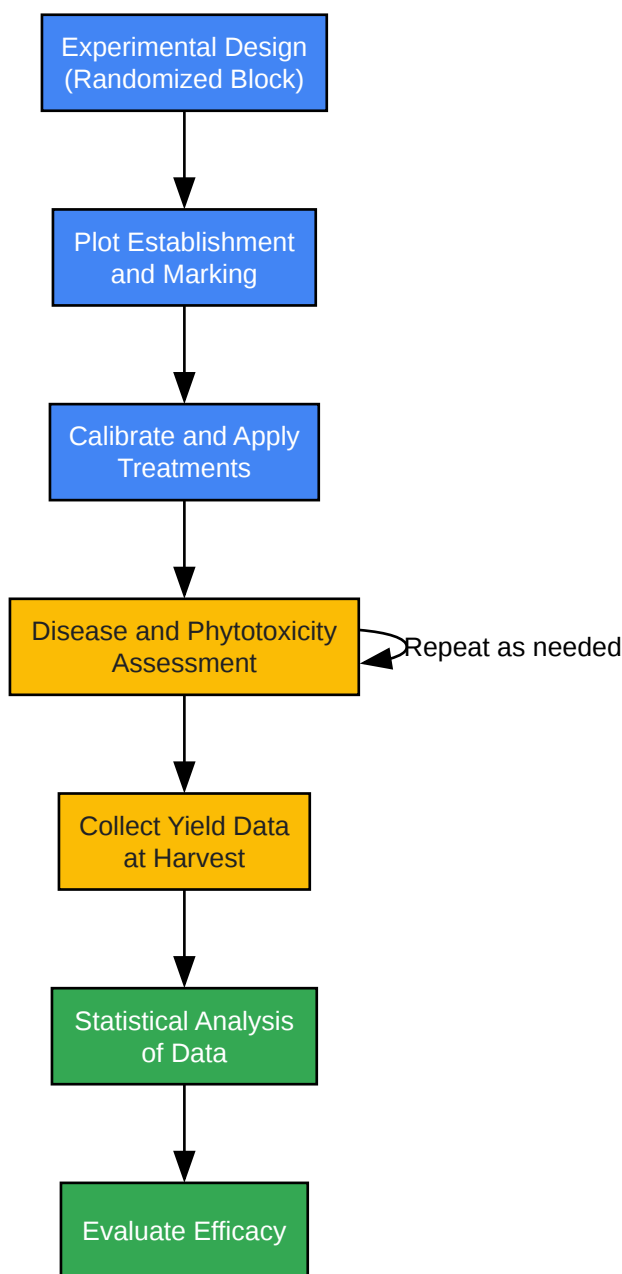 Experimental Design
(Randomized Block)
Plot Establishment
and Marking
Calibrate and Apply
Treatments
Disease and Phytotoxicity
Assessment
Repeat as needed
Collect Yield Data
at Harvest
Statistical Analysis
of Data
Evaluate Efficacy